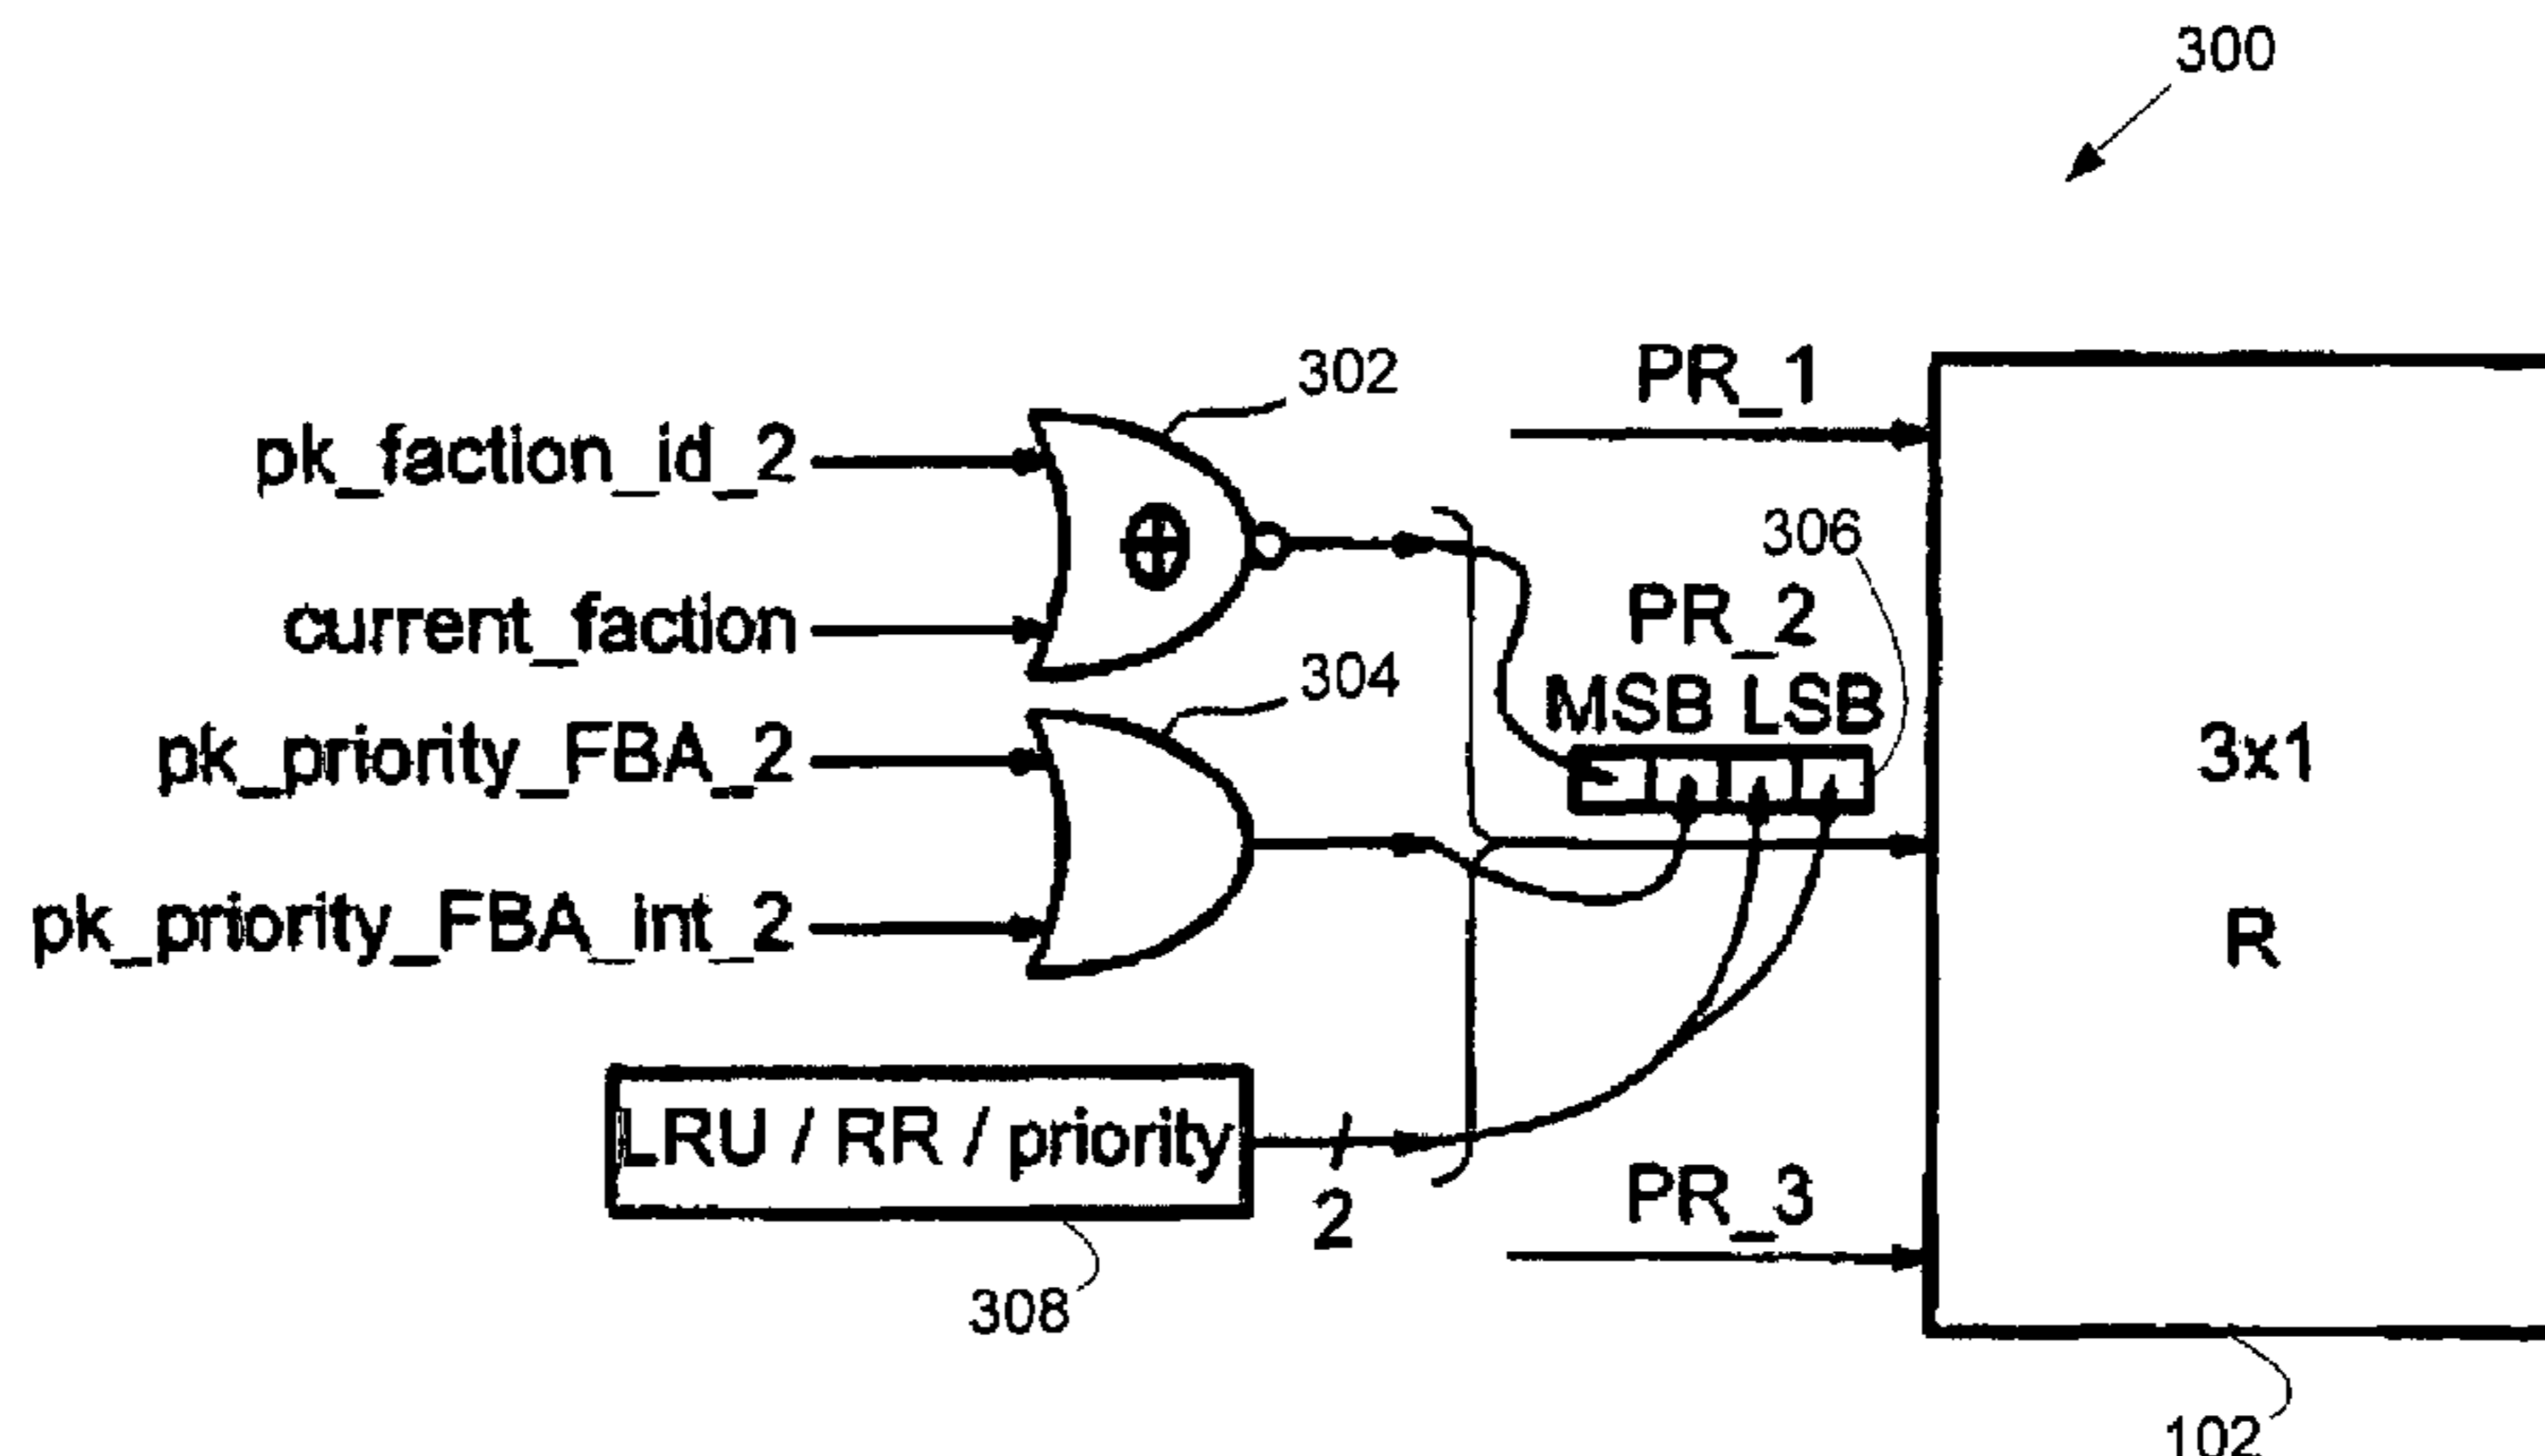 300
302
PR_1
pk_faction_id_2
306
current_faction
PR_2
304
MSB LSB
pk_priority_FBA_2
3x1
R
pk_priority_FBA_int_2
LRU / RR / priority
2
PR_3
308
102